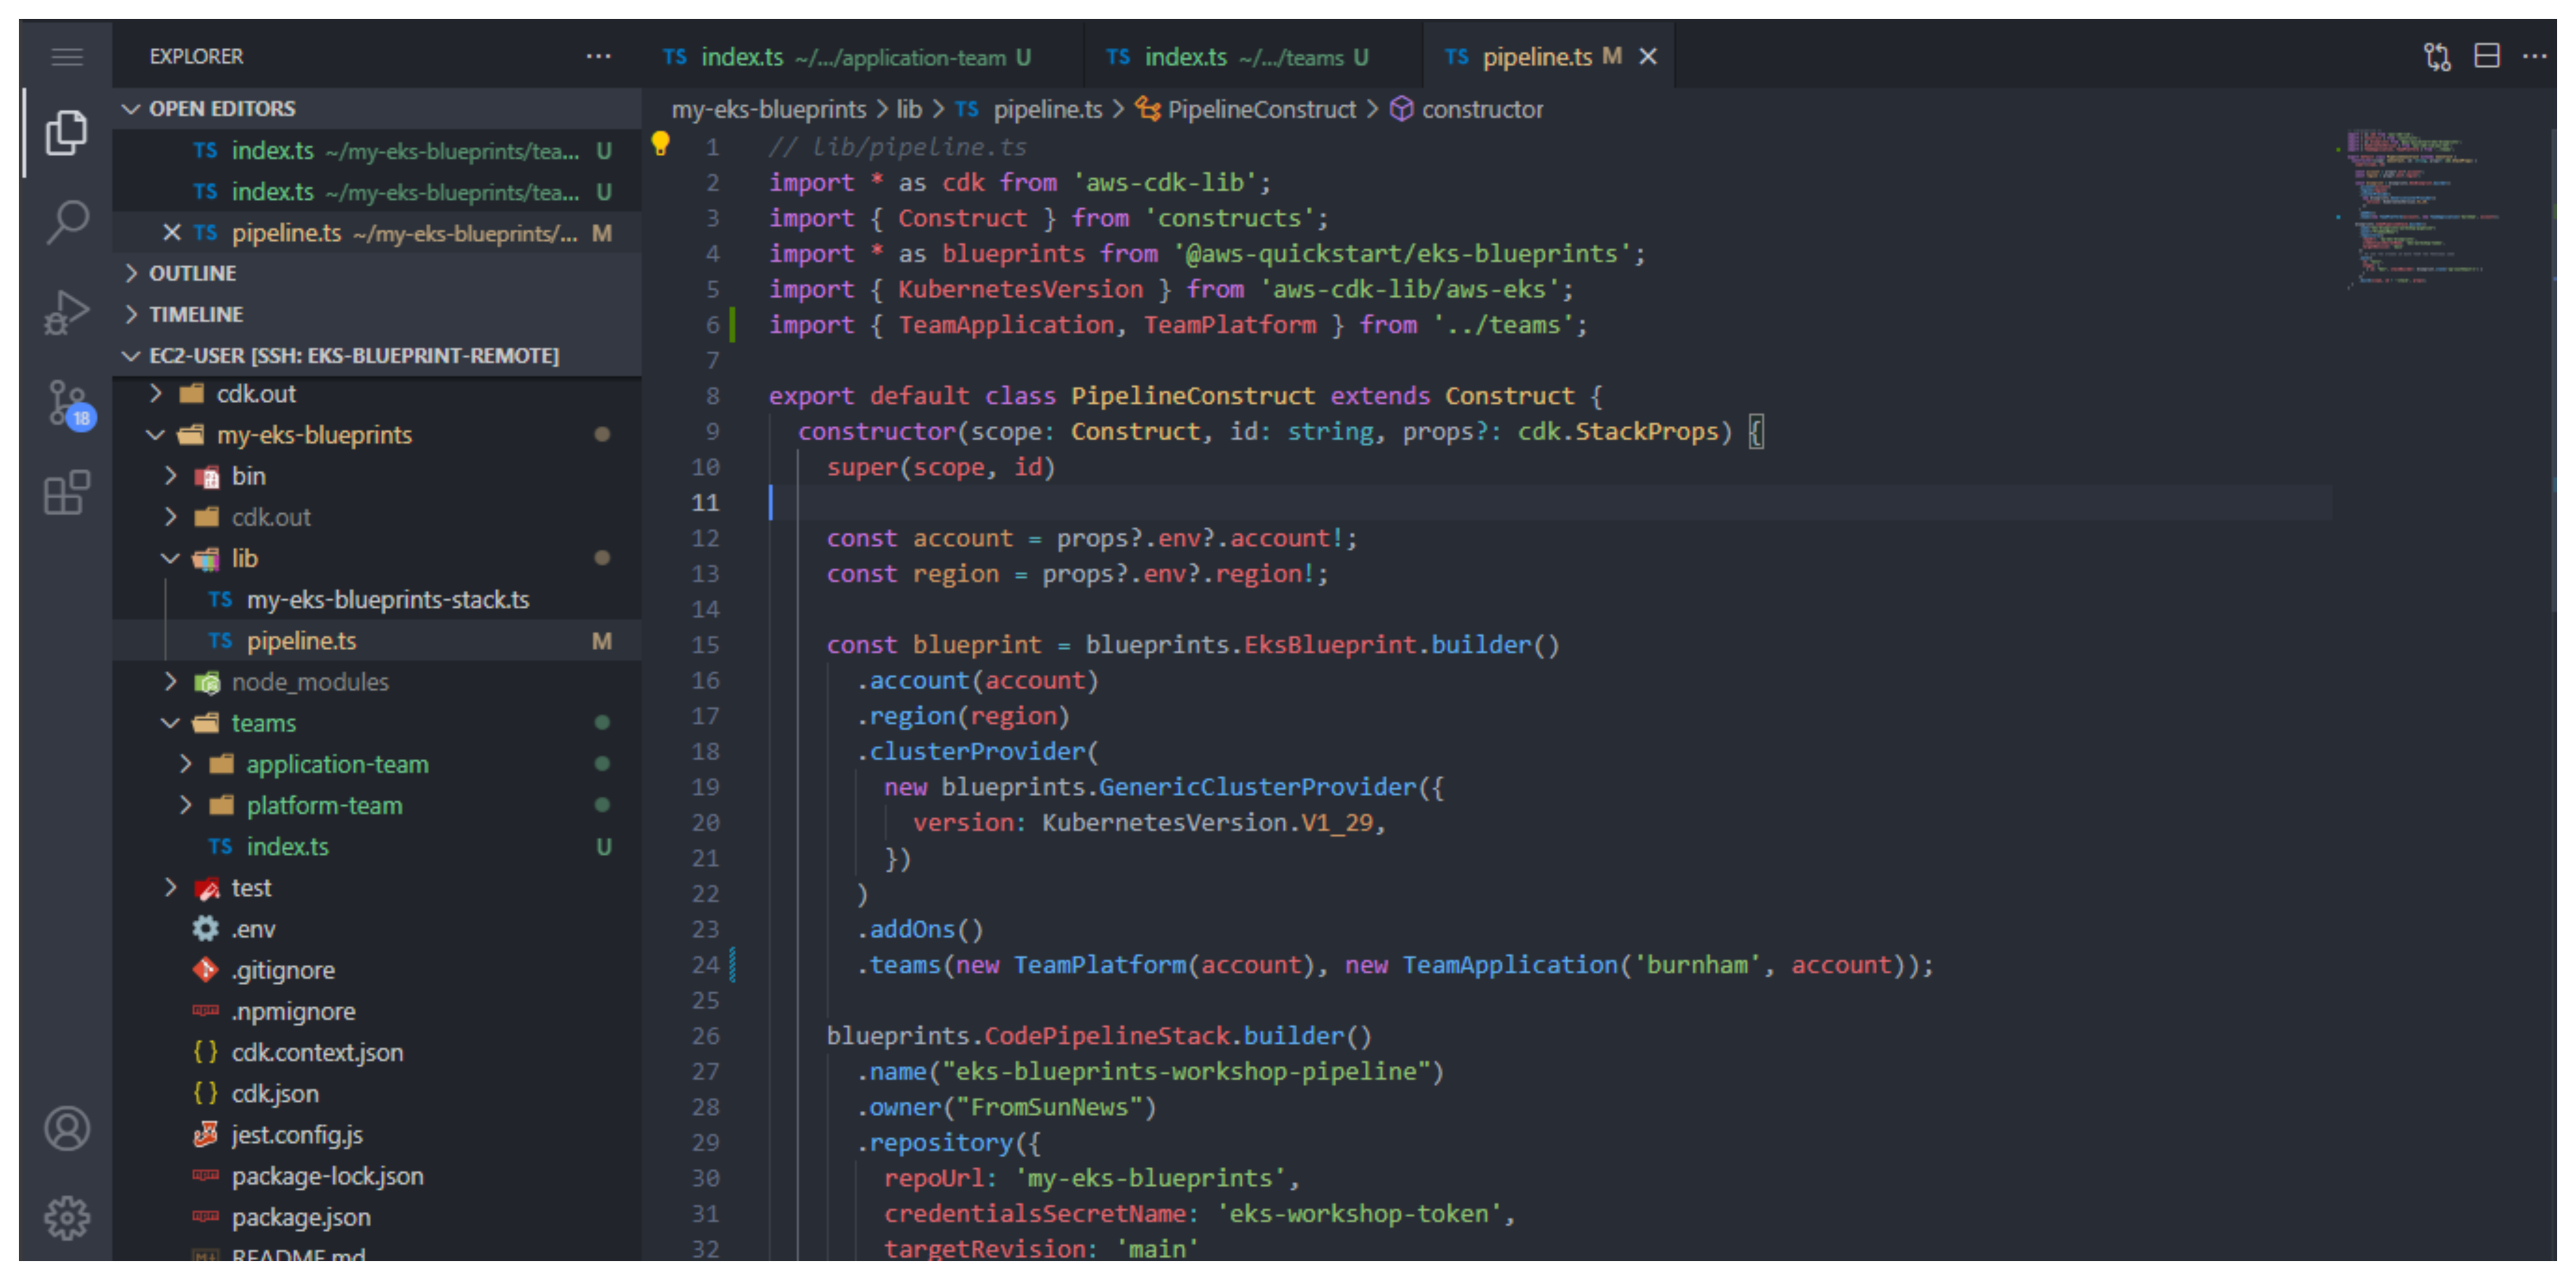 EXPLORER
OPEN EDITORS
TS index.ts ~/my-eks-blueprints/tea... U
TS index.ts ~/my-eks-blueprints/tea... U
TS pipeline.ts ~/my-eks-blueprints/... M
OUTLINE
TIMELINE
EC2-USER [SSH: EKS-BLUEPRINT-REMOTE]
cdk.out
my-eks-blueprints
bin
cdk.out
lib
TS my-eks-blueprints-stack.ts
TS pipeline.ts M
node_modules
teams
application-team
platform-team
TS index.ts U
test
.env
.gitignore
.npmignore
{ } cdk.context.json
{ } cdk.json
jest.config.js
package-lock.json
package.json
README.md
18
TS index.ts ~/.../application-team U
TS index.ts ~/.../teams U
TS pipeline.ts M
my-eks-blueprints > lib > TS pipeline.ts > PipelineConstruct > constructor
1 // lib/pipeline.ts
2 import * as cdk from 'aws-cdk-lib';
3 import { Construct } from 'constructs';
4 import * as blueprints from '@aws-quickstart/eks-blueprints';
5 import { KubernetesVersion } from 'aws-cdk-lib/aws-eks';
6 import { TeamApplication, TeamPlatform } from '../teams';
7
8 export default class PipelineConstruct extends Construct {
9 constructor(scope: Construct, id: string, props?: cdk.StackProps) {
10 super(scope, id)
11
12 const account = props?.env?.account!;
13 const region = props?.env?.region!;
14
15 const blueprint = blueprints.EksBlueprint.builder()
16 .account(account)
17 .region(region)
18 .clusterProvider(
19 new blueprints.GenericClusterProvider({
20 version: KubernetesVersion.V1_29,
21 })
22 )
23 .addOns()
24 .teams(new TeamPlatform(account), new TeamApplication('burnham', account));
25
26 blueprints.CodePipelineStack.builder()
27 .name("eks-blueprints-workshop-pipeline")
28 .owner("FromSunNews")
29 .repository({
30 repoUrl: 'my-eks-blueprints',
31 credentialsSecretName: 'eks-workshop-token',
32 targetRevision: 'main'